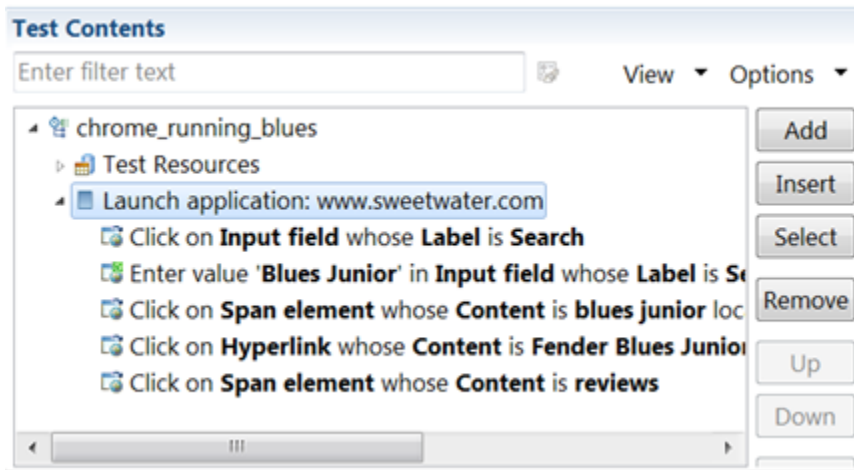 Test Contents
Enter filter text
View Options
chrome_running_blues
Test Resources
Launch application: www.sweetwater.com
Click on Input field whose Label is Search
Enter value 'Blues Junior' in Input field whose Label is
Click on Span element whose Content is blues junior loc
Click on Hyperlink whose Content is Fender Blues Junior
Click on Span element whose Content is reviews
Add
Insert
Select
Remove
Up
Down